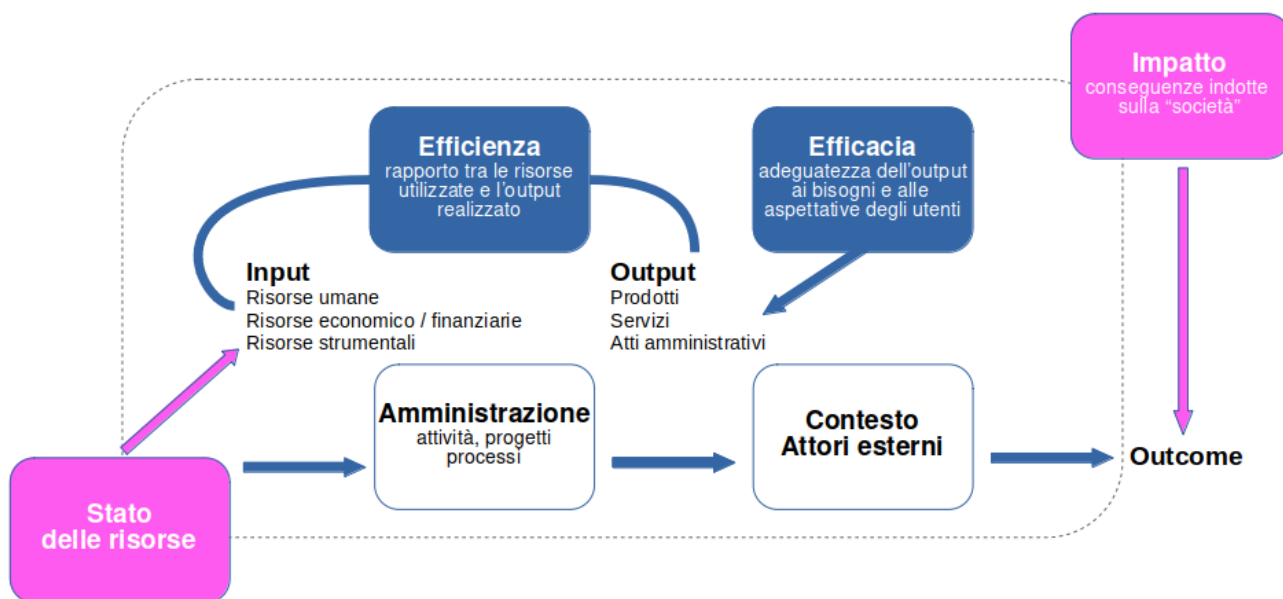 Impatto
conseguenze indotte
sulla “società”
Efficienza
rapporto tra le risorse
utilizzate e l’output
realizzato
Efficacia
adeguatezza dell’output
ai bisogni e alle
aspettative degli utenti
Input
Risorse umane
Risorse economico / finanziarie
Risorse strumentali
Output
Prodotti
Servizi
Atti amministrativi
Amministrazione
attività, progetti
processi
Contesto
Attori esterni
Outcome
Stato
delle risorse